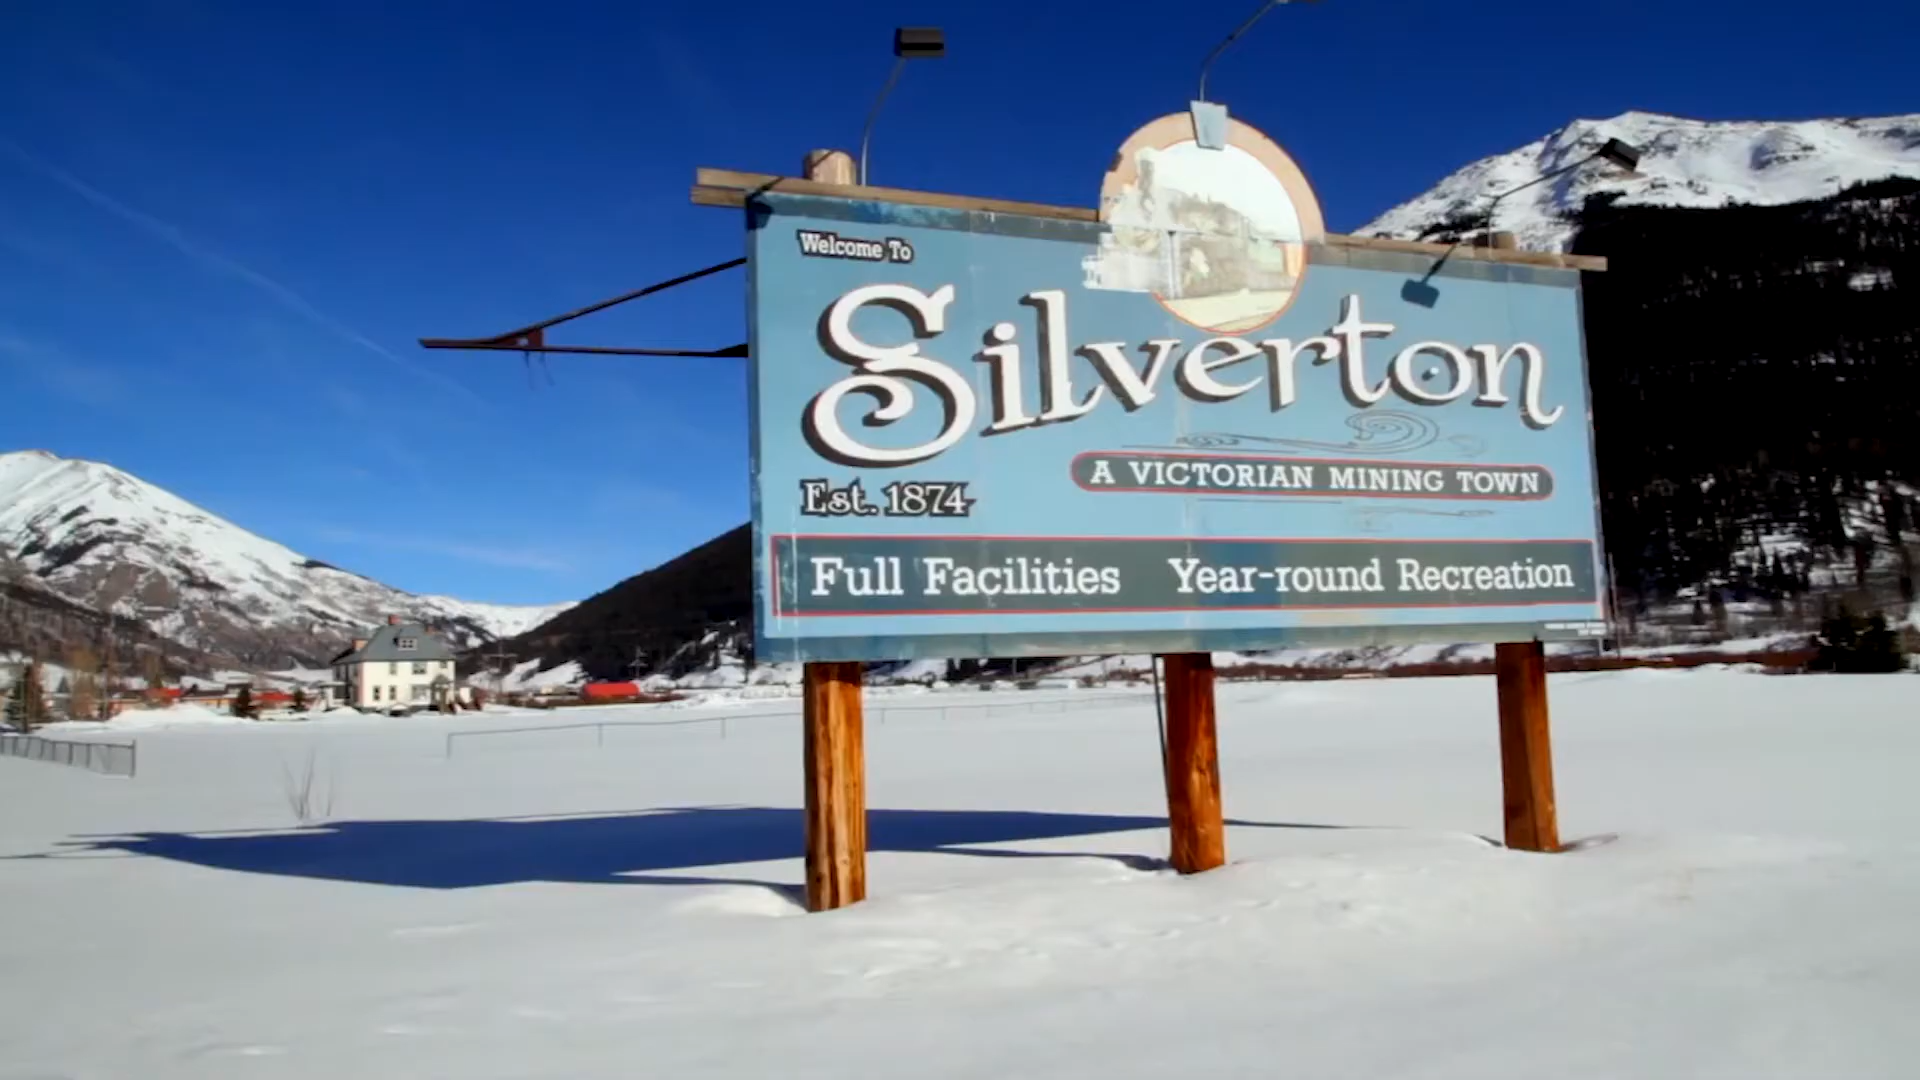 Welcome To
Silverton
A VICTORIAN MINING TOWN
Est. 1874
Full Facilities Year-round Recreation